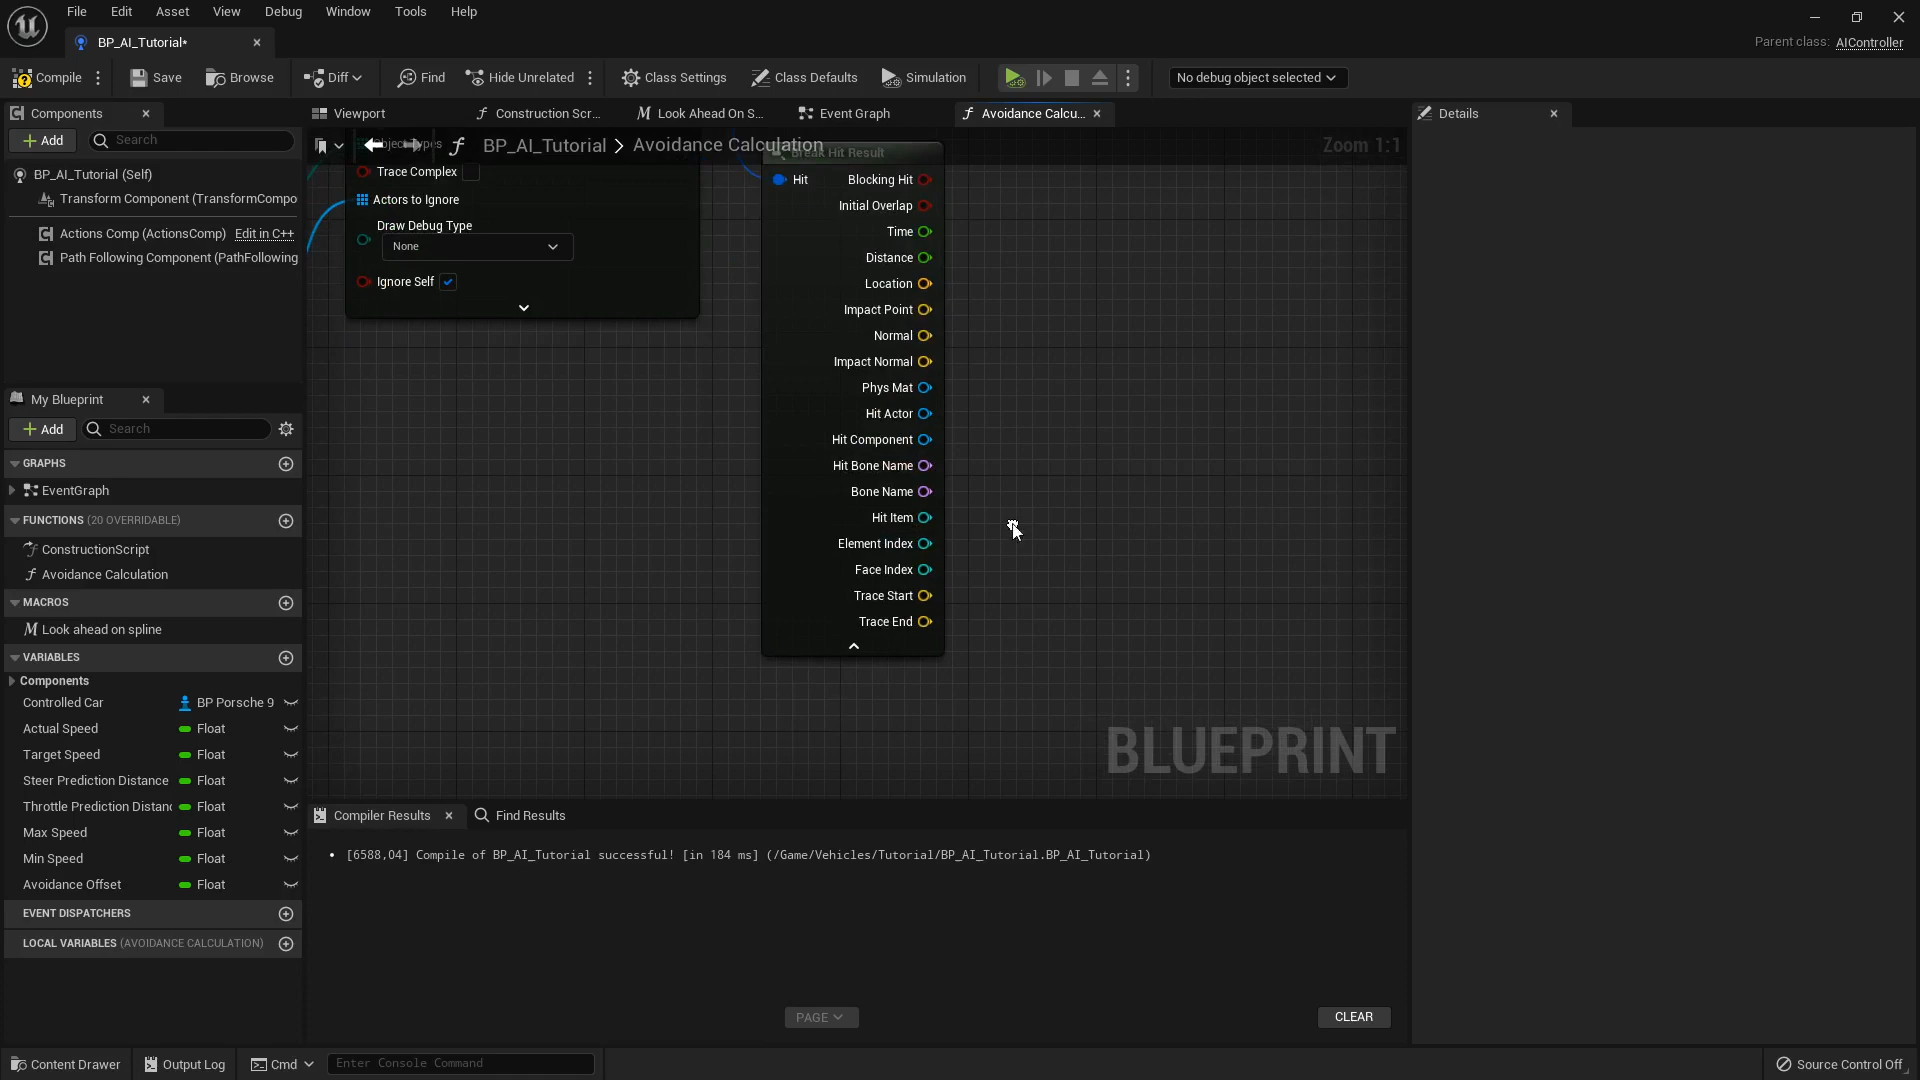 File Edit Asset View Debug Window Tools Help
BP_AI_Tutorial*
Parent class: AIController
Compile Save Browse Diff Find Hide Unrelated Class Settings Class Defaults Simulation No debug object selected
Components
Viewport Construction Scr... Look Ahead On S... Event Graph Avoidance Calcu...
Details
Add Search
BP_AI_Tutorial > Avoidance Calculation
Zoom 1:1
BP_AI_Tutorial (Self)
Transform Component (TransformCompo
Actions Comp (ActionsComp) Edit in C++
Path Following Component (PathFollowing
Object Types
Trace Complex
Actors to Ignore
Draw Debug Type
None
Ignore Self
Break Hit Result
Hit
Blocking Hit
Initial Overlap
Time
Distance
Location
Impact Point
Normal
Impact Normal
Phys Mat
Hit Actor
Hit Component
Hit Bone Name
Bone Name
Hit Item
Element Index
Face Index
Trace Start
Trace End
BLUEPRINT
My Blueprint
Add Search
GRAPHS
EventGraph
FUNCTIONS (20 OVERRIDABLE)
ConstructionScript
Avoidance Calculation
MACROS
Look ahead on spline
VARIABLES
Components
Controlled Car BP Porsche 9
Actual Speed Float
Target Speed Float
Steer Prediction Distance Float
Throttle Prediction Distanc Float
Max Speed Float
Min Speed Float
Avoidance Offset Float
EVENT DISPATCHERS
LOCAL VARIABLES (AVOIDANCE CALCULATION)
Compiler Results Find Results
• [6588,04] Compile of BP_AI_Tutorial successful! [in 184 ms] (/Game/Vehicles/Tutorial/BP_AI_Tutorial.BP_AI_Tutorial)
PAGE
CLEAR
Content Drawer Output Log Cmd Enter Console Command Source Control Off